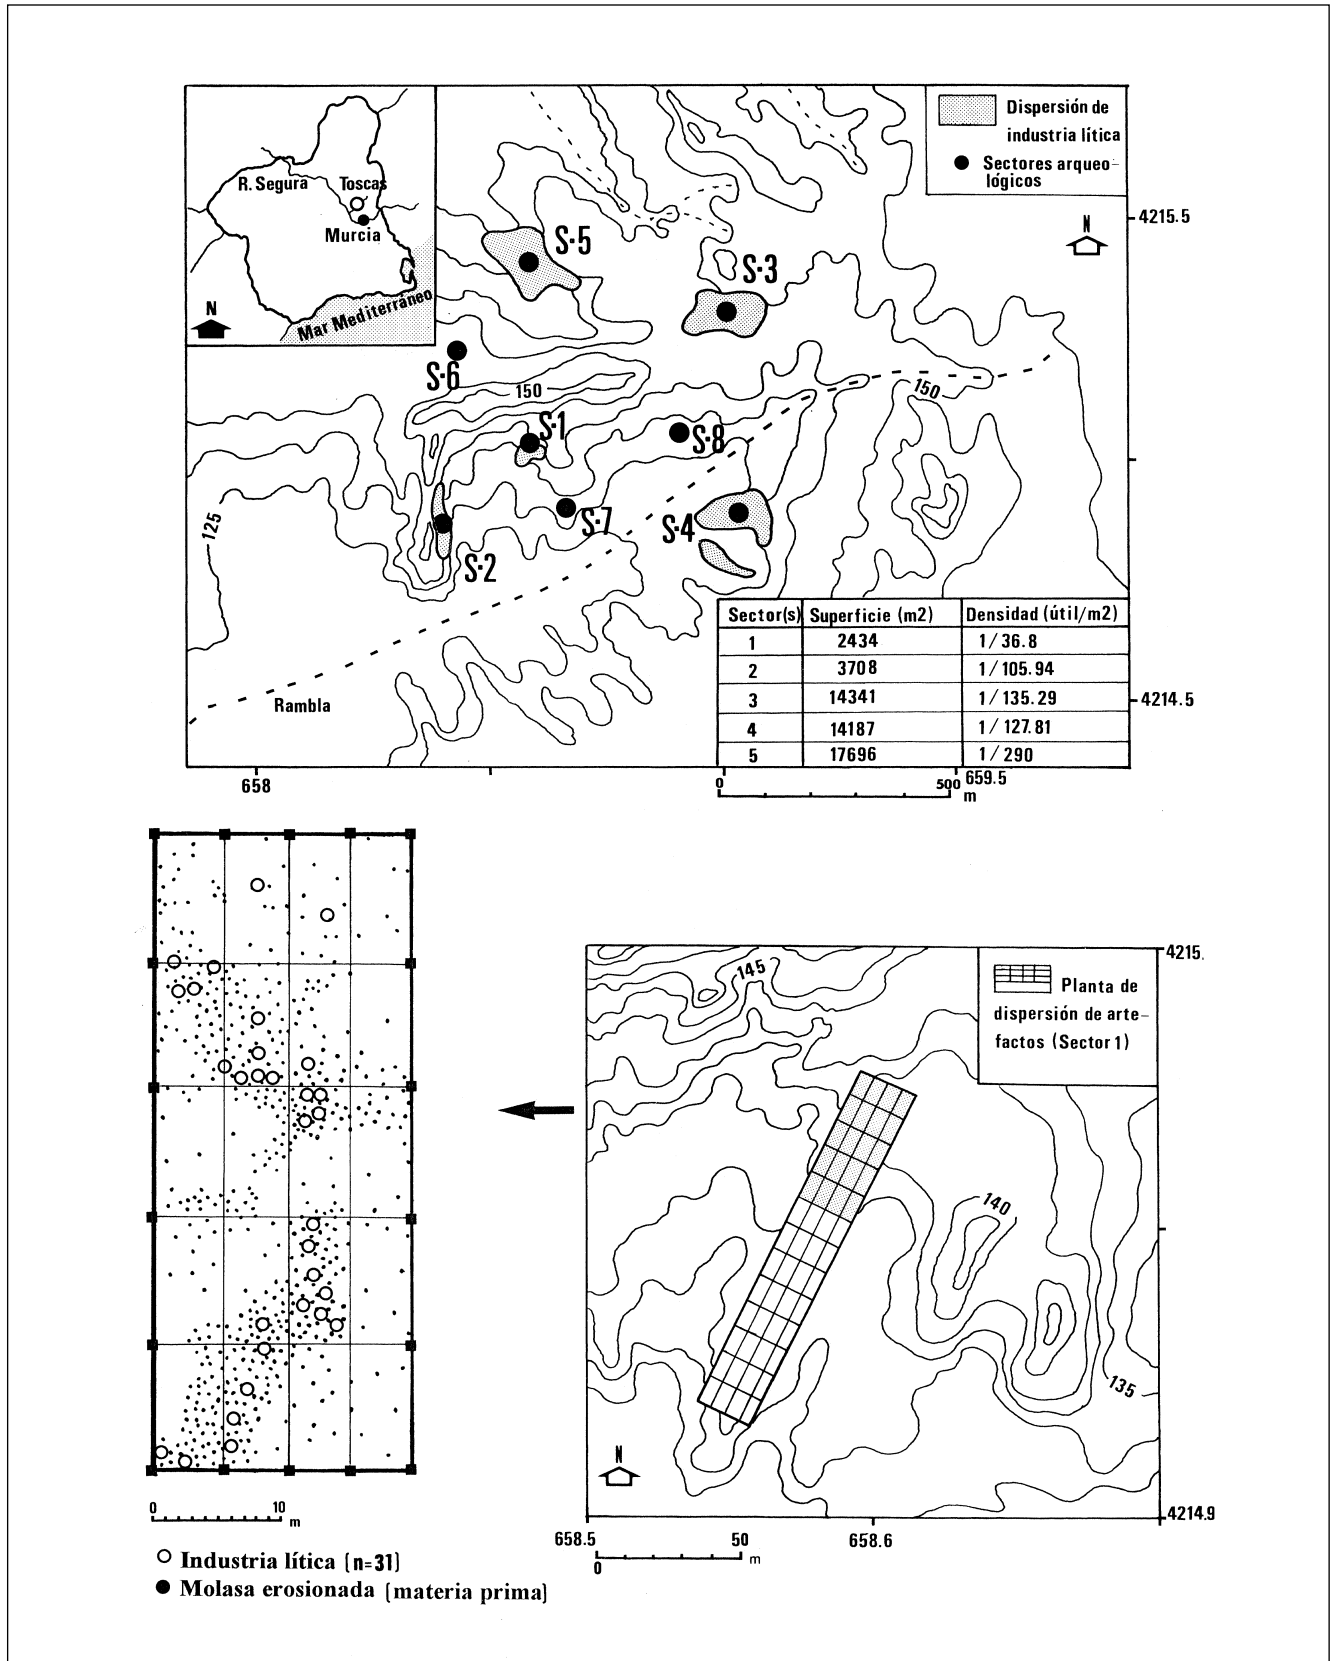 R. Segura
Toscas
Murcia
N
Mar Mediterráneo
Dispersión de
industria lítica
Sectores arqueo-
lógicos
N
4215.5
S-5
S-3
S-6
150
150
S-1
S-8
S-7
S-4
S-2
125
Rambla
Sector(s) Superficie (m2) Densidad (útil/m2)
1 2434 1/36.8
2 3708 1/105.94
3 14341 1/135.29
4 14187 1/127.81
5 17696 1/290
4214.5
658
659.5
0 500
m
4215.
145
Planta de
dispersión de arte-
factos (Sector 1)
140
135
N
4214.9
658.5
658.6
0 50
m
0 10
m
Industria lítica (n=31)
Molasa erosionada (materia prima)